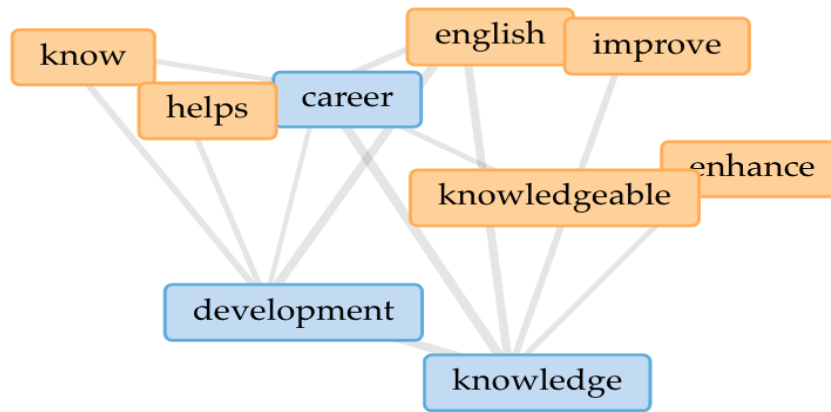 english
improve
know
career
helps
enhance
knowledgeable
development
knowledge